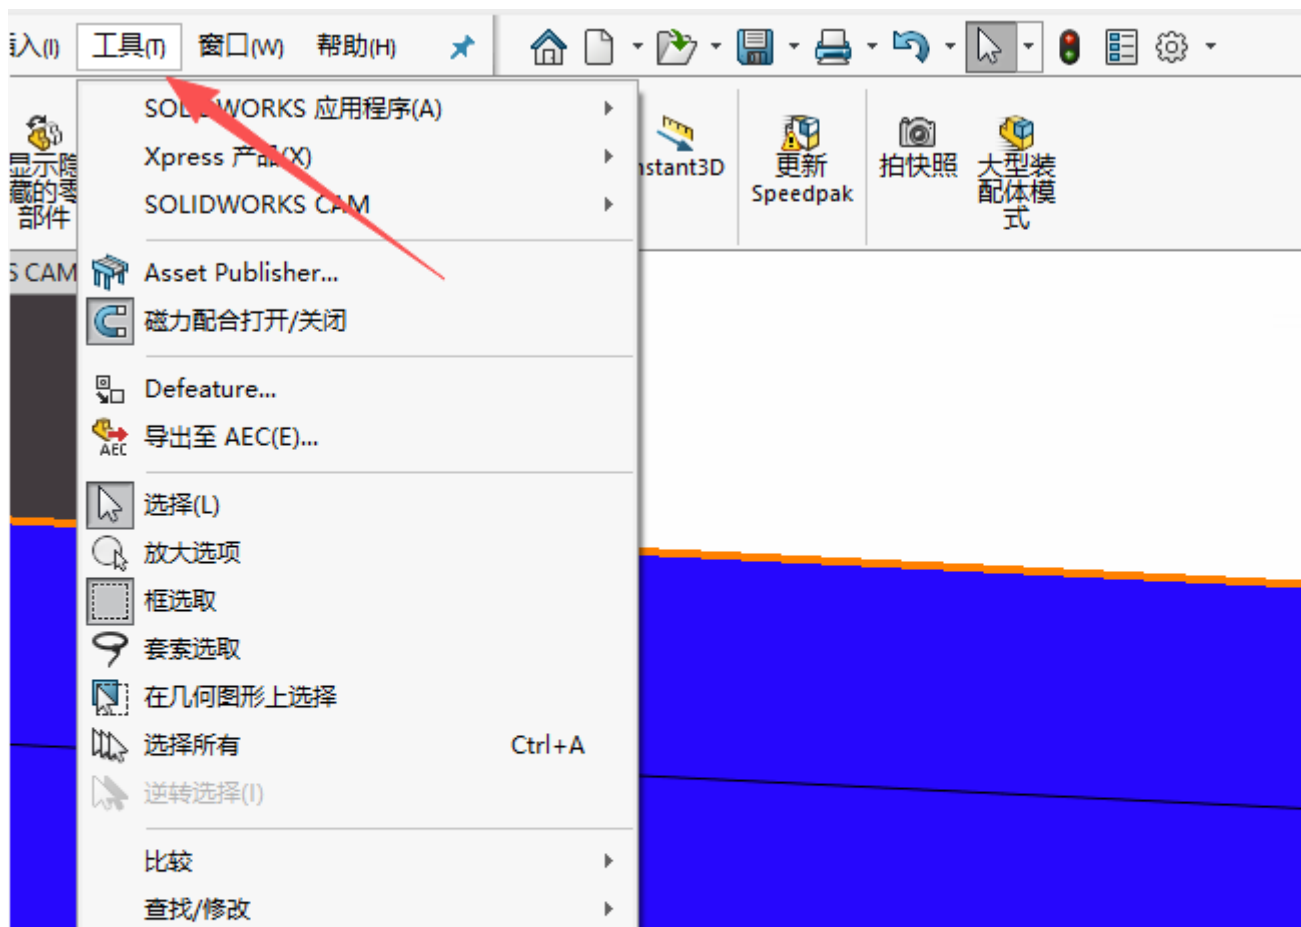 工具(T) 窗口(W) 帮助(H)
SOLIDWORKS 应用程序(A)
Xpress 产品(X)
SOLIDWORKS CAM
Asset Publisher...
磁力配合打开/关闭
Defeature...
AEC
导出至 AEC(E)...
选择(L)
放大选项
框选取
套索选取
在几何图形上选择
选择所有 Ctrl+A
逆转选择(I)
比较
查找/修改
显示隐
藏的零
部件
S CAM
nstant3D
更新
Speedpak
拍快照
大型装
配体模
式